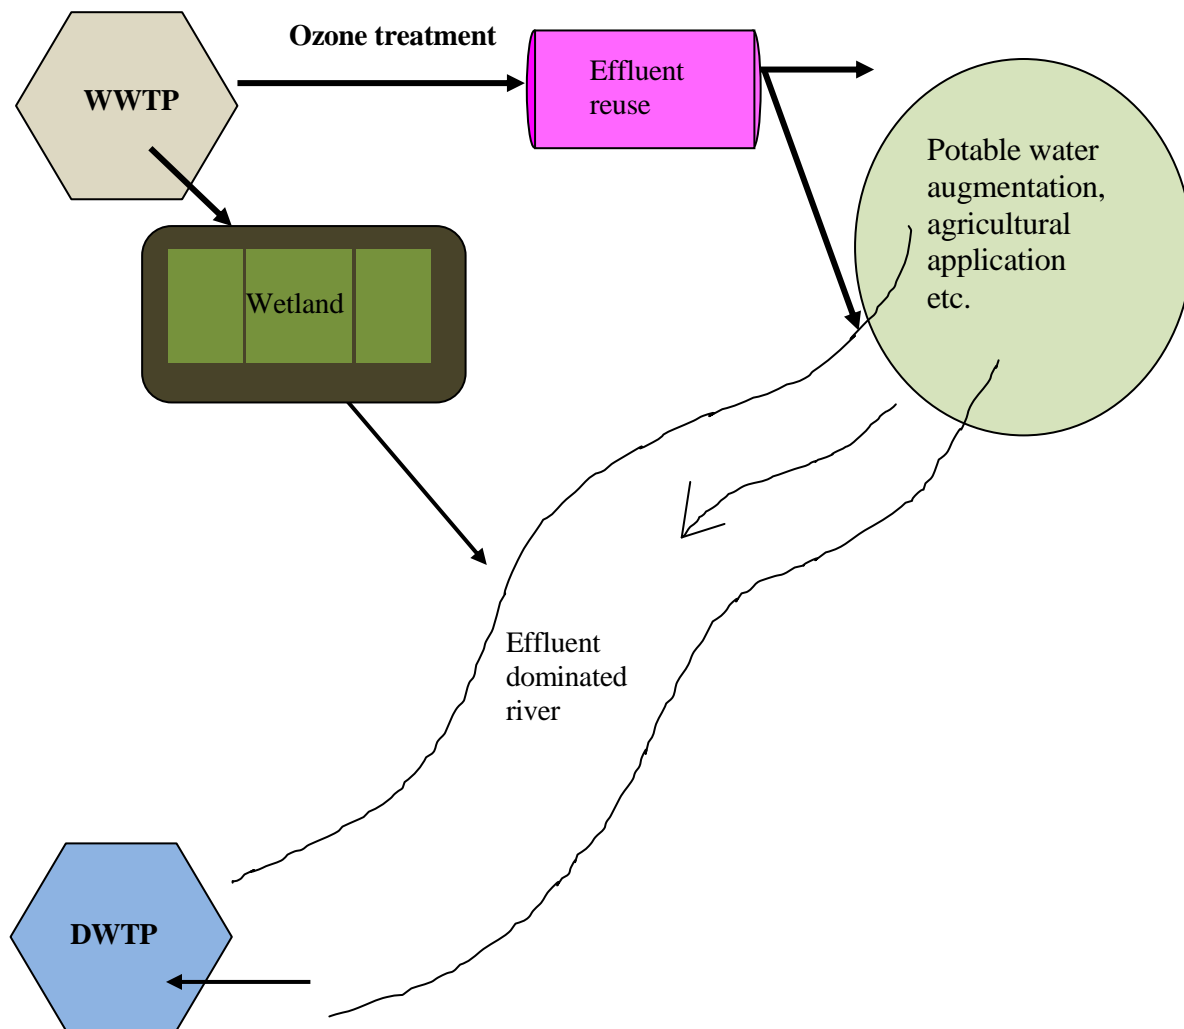 Ozone treatment
WWTP
Effluent
reuse
Potable water
augmentation,
agricultural
application
etc.
Wetland
Effluent
dominated
river
DWTP